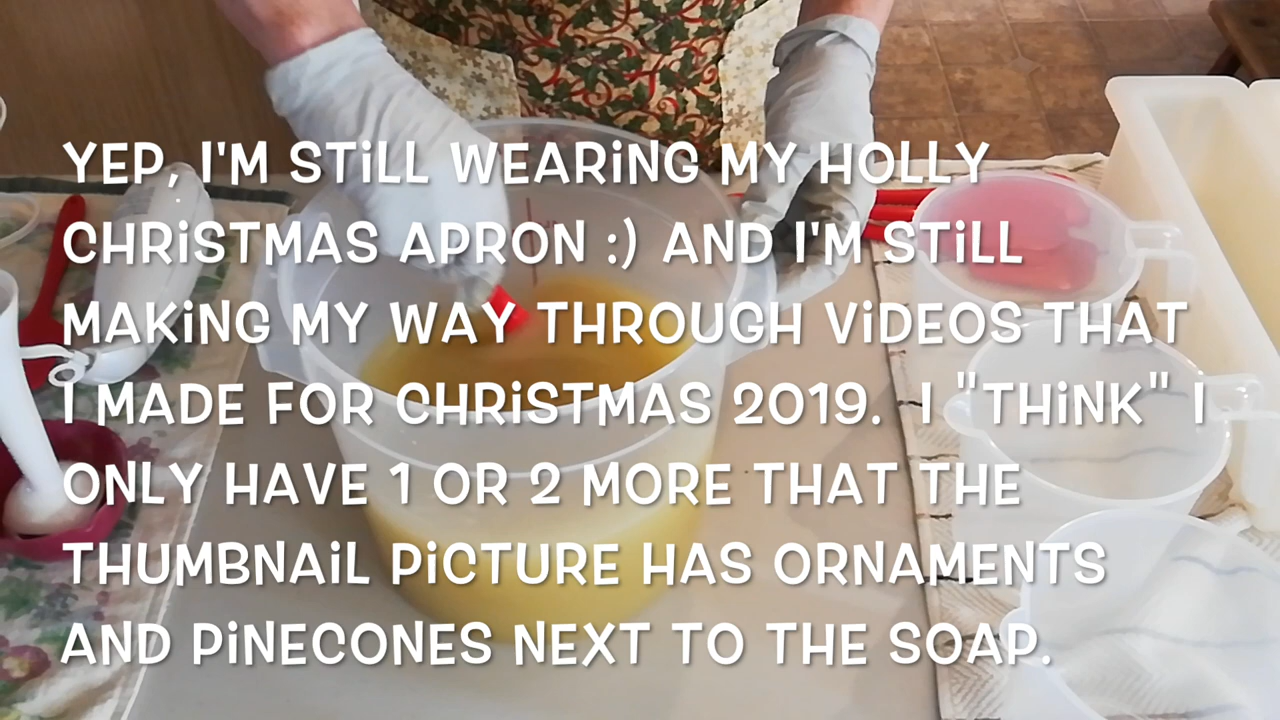 YEP, I'M STiLL WEARiNG MY HOLLY
CHRiSTMAS APRON :) AND I'M STiLL
MAKiNG MY WAY THROUGH ViDEOS THAT
I MADE FOR CHRiSTMAS 2019. I "THiNK" I
ONLY HAVE 1 OR 2 MORE THAT THE
THUMBNAiL PiCTURE HAS ORNAMENTS
AND PiNECONES NEXT TO THE SOAP.